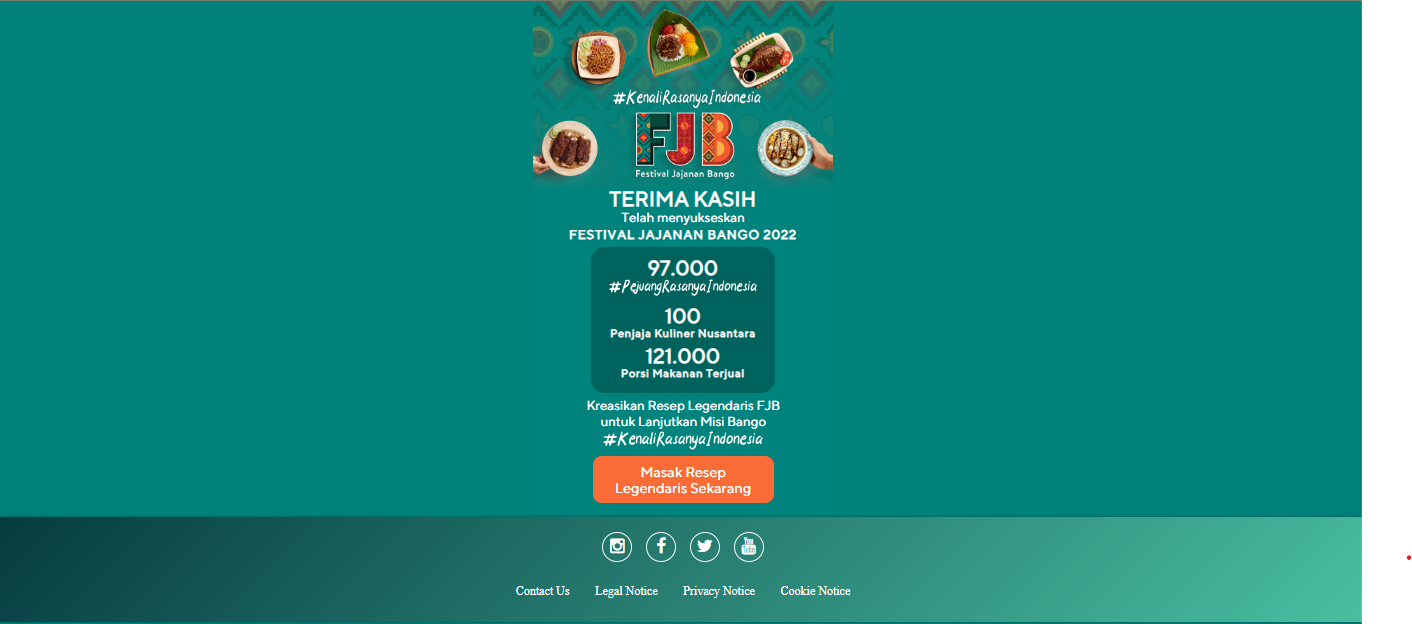 #KenaliRasanyaIndonesia
FJB
Festival Jajanan Bango
TERIMA KASIH
Telah menyukseskan
FESTIVAL JAJANAN BANGO 2022
97.000
#PejuangRasanyaIndonesia
100
Penjaja Kuliner Nusantara
121.000
Porsi Makanan Terjual
Kreasikan Resep Legendaris FJB
untuk Lanjutkan Misi Bango
#KenaliRasanyaIndonesia
Masak Resep
Legendaris Sekarang
You
Tube
Contact Us Legal Notice Privacy Notice Cookie Notice